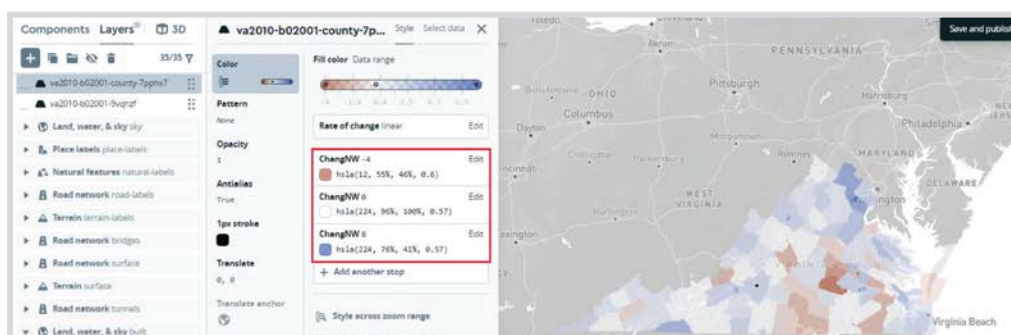 Components Layers 3D
35/35
va2010-b02001-county-7pphx7
va2010-b02001-9vqnzf
Land, water, & sky sky
Place labels place-labels
Natural features natural-labels
Road network road-labels
Terrain terrain-labels
Road network bridges
Road network surface
Terrain surface
Road network tunnels
Land, water, & sky built
va2010-b02001-county-7p... Style Select data
Color
Pattern
None
Opacity
1
Antialias
True
1px stroke
Translate
0, 0
Translate anchor
Fill color Data range
Rate of change linear Edit
ChangNW -4 Edit
hsla(12, 55%, 46%, 0.6)
ChangNW 0 Edit
hsla(224, 96%, 100%, 0.57)
ChangNW 8 Edit
hsla(224, 76%, 41%, 0.57)
+ Add another stop
Style across zoom range
Save and publish
Toledo
Akron
PENNSYLVANIA
Pittsburgh
Harrisburg
OHIO
Columbus
Philadelphia
Dayton
Morgantown
Chillicothe
Parkersburg
Romney
MARYLAND
WEST VIRGINIA
DELAWARE
Huntington
Virginia Beach